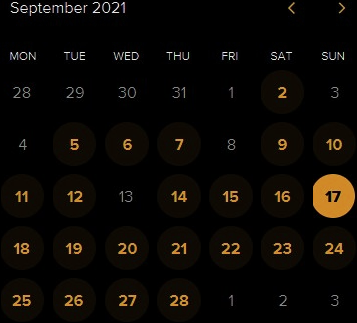 September 2021
MON TUE WED THU FRI SAT SUN
28 29 30 31 1 2 3
4 5 6 7 8 9 10
11 12 13 14 15 16 17
18 19 20 21 22 23 24
25 26 27 28 1 2 3